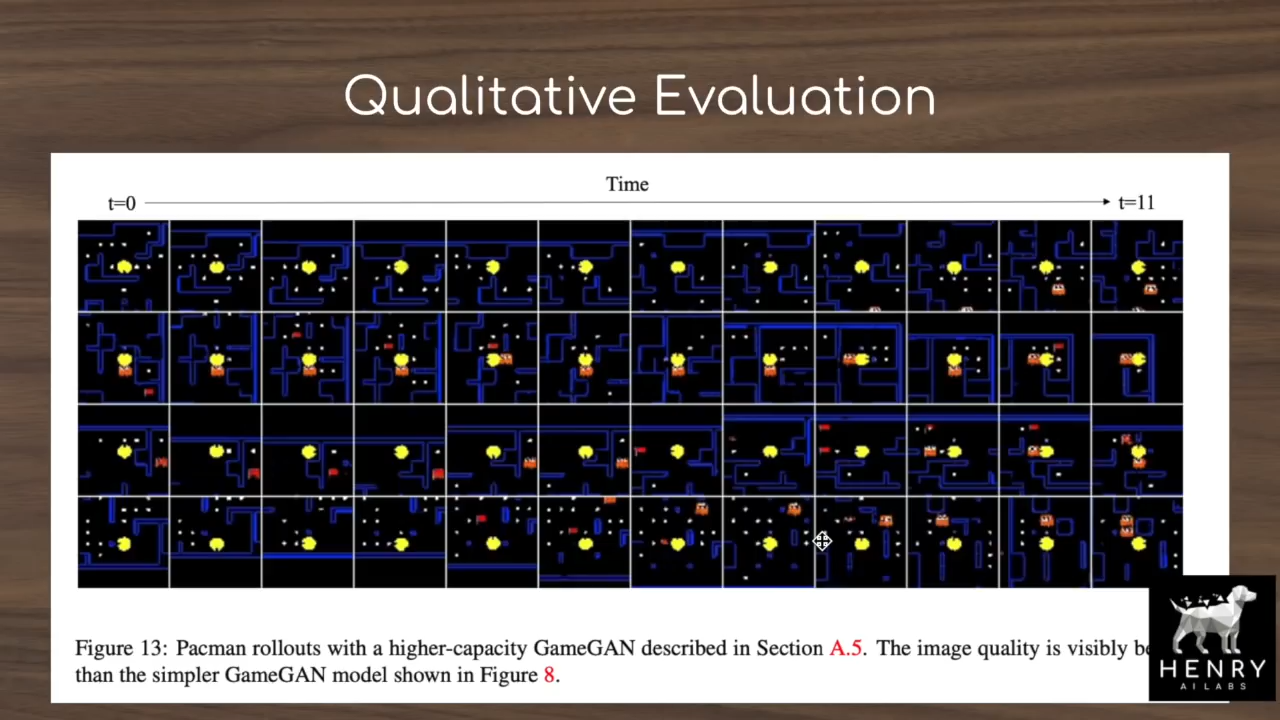 Qualitative Evaluation
Time
t=0
t=11
Figure 13: Pacman rollouts with a higher-capacity GameGAN described in Section A.5. The image quality is visibly
than the simpler GameGAN model shown in Figure 8.
HENRY
AI LABS